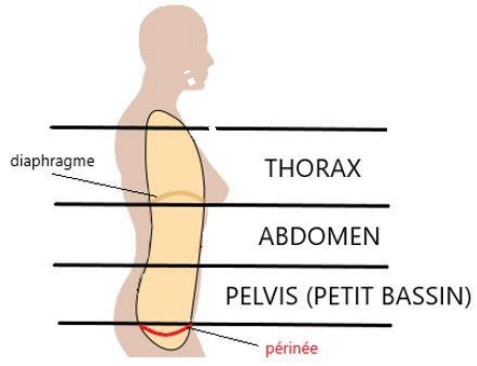 diaphragme
THORAX
ABDOMEN
PELVIS (PETIT BASSIN)
périnée